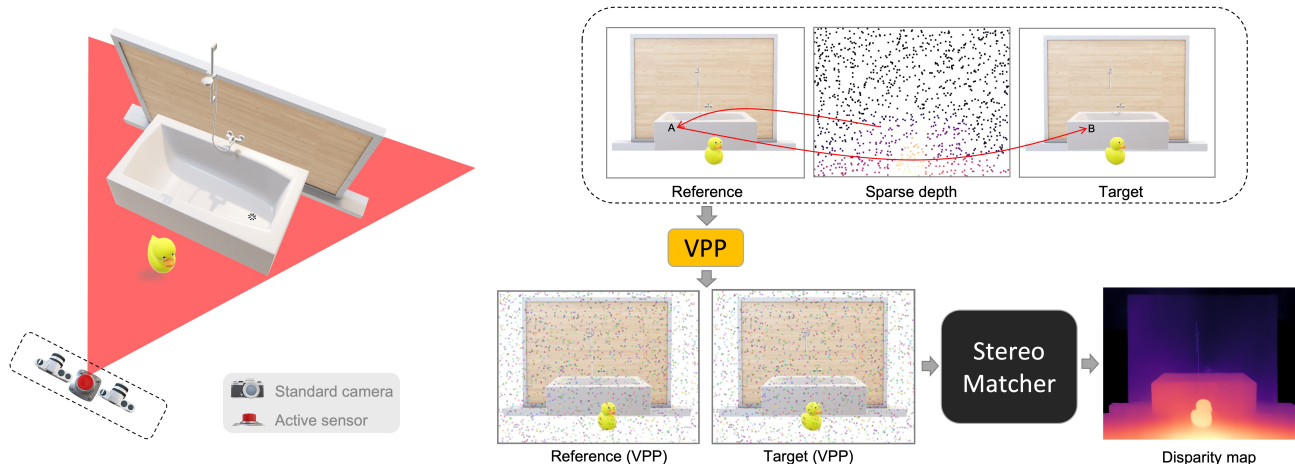 A
B
Reference
Sparse depth
Target
VPP
Standard camera
Active sensor
Stereo
Matcher
Reference (VPP)
Target (VPP)
Disparity map